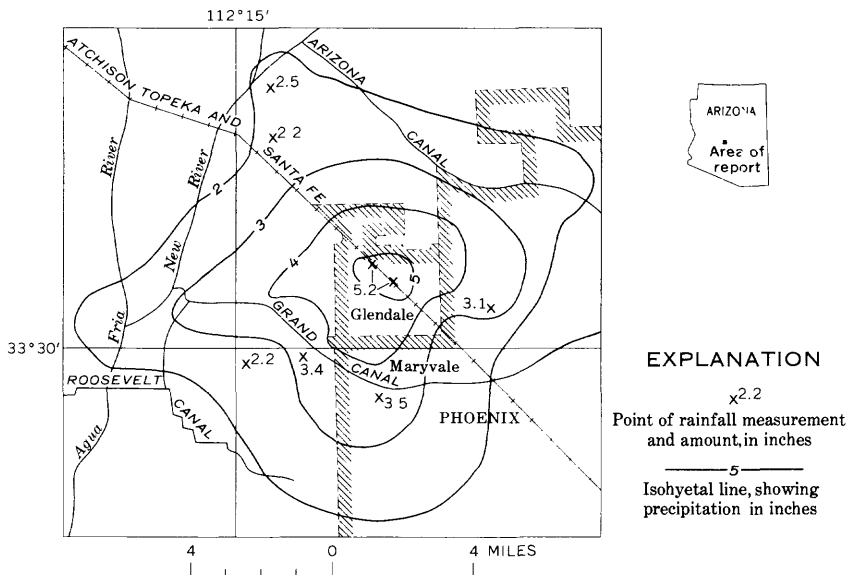 112°15'
ATCHISON TOPEKA AND
SANTA FE
ARIZONA
CANAL
x2.5
x2 2
River
River
2
3
New
4
5
5.2
Glendale
3.1x
GRAND
CANAL
Fria
33°30'
x2.2
x
3.4
Maryvale
ROOSEVELT
CANAL
x3 5
PHOENIX
Agua
4 0 4 MILES
ARIZONA
Area of
report
EXPLANATION
x2.2
Point of rainfall measurement
and amount, in inches
5
Isohyetal line, showing
precipitation in inches